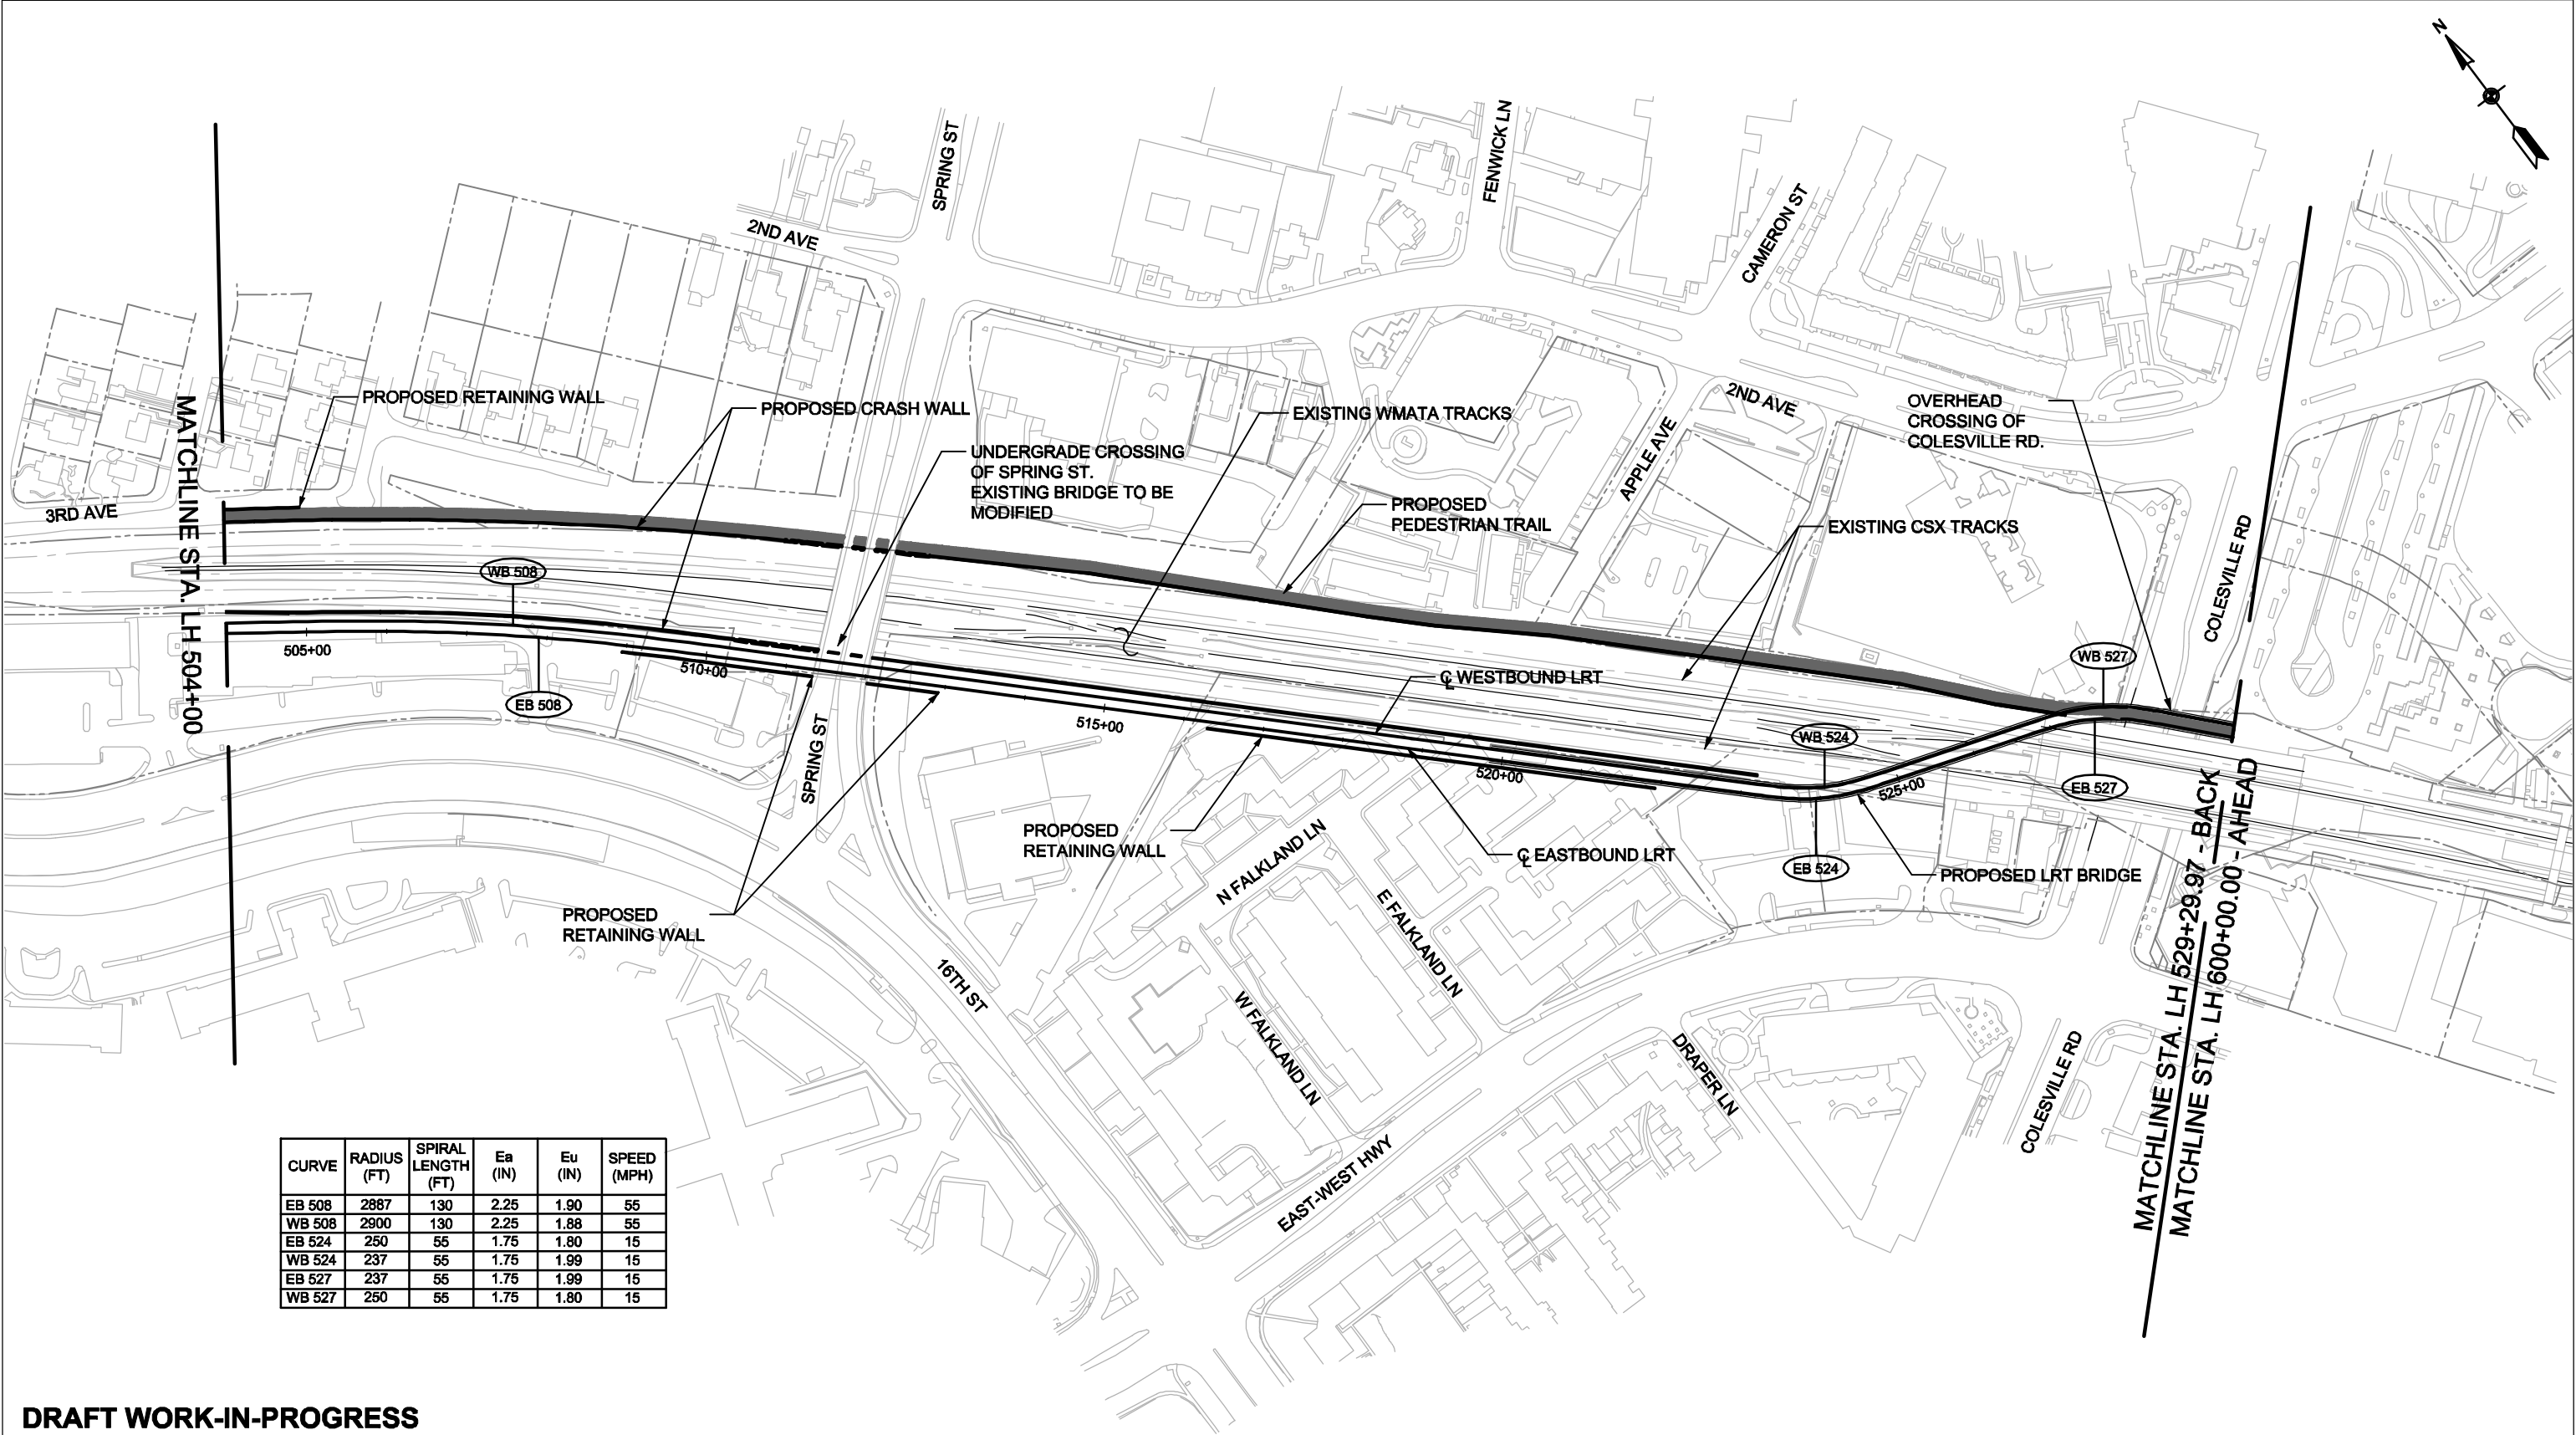 N
SPRING ST
FENWICK LN
2ND AVE
CAMERON ST
MATCHLINE STA. LH 504+00
PROPOSED RETAINING WALL
PROPOSED CRASH WALL
EXISTING WMATA TRACKS
2ND AVE
OVERHEAD
CROSSING OF
COLESVILLE RD.
UNDERGRADE CROSSING
OF SPRING ST.
EXISTING BRIDGE TO BE
MODIFIED
APPLE AVE
3RD AVE
PROPOSED
PEDESTRIAN TRAIL
EXISTING CSX TRACKS
COLESVILLE RD
WB 508
505+00
510+00
WB 527
EB 508
℄ WESTBOUND LRT
515+00
WB 524
SPRING ST
520+00
525+00
EB 527
PROPOSED
RETAINING WALL
N FALKLAND LN
℄ EASTBOUND LRT
EB 524
PROPOSED LRT BRIDGE
PROPOSED
RETAINING WALL
E FALKLAND LN
16TH ST
W FALKLAND LN
DRAPER LN
COLESVILLE RD
EAST-WEST HWY
MATCHLINE STA. LH 529+29.97 - BACK
MATCHLINE STA. LH 600+00.00 - AHEAD
CURVE RADIUS (FT) SPIRAL LENGTH (FT) Ea (IN) Eu (IN) SPEED (MPH)
EB 508 2887 130 2.25 1.90 55
WB 508 2900 130 2.25 1.88 55
EB 524 250 55 1.75 1.80 15
WB 524 237 55 1.75 1.99 15
EB 527 237 55 1.75 1.99 15
WB 527 250 55 1.75 1.80 15
DRAFT WORK-IN-PROGRESS